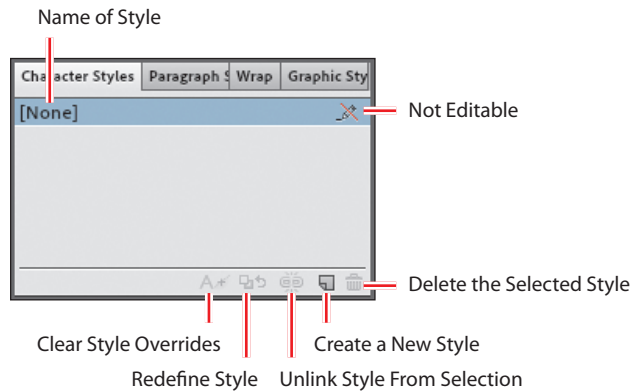 Name of Style
Character Styles Paragraph S Wrap Graphic Sty
[None]
Not Editable
Delete the Selected Style
Clear Style Overrides
Create a New Style
Redefine Style
Unlink Style From Selection